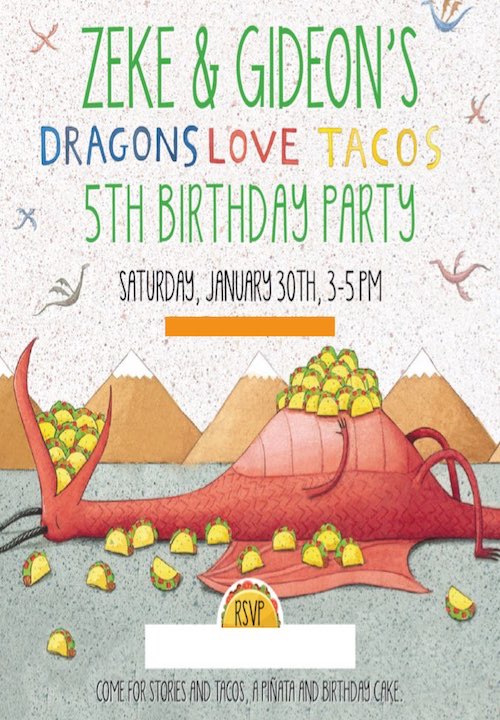 ZEKE & GIDEON'S
DRAGONS LOVE TACOS
5TH BIRTHDAY PARTY
SATURDAY, JANUARY 30TH, 3-5 PM
RSVP
COME FOR STORIES AND TACOS, A PIÑATA AND BIRTHDAY CAKE.